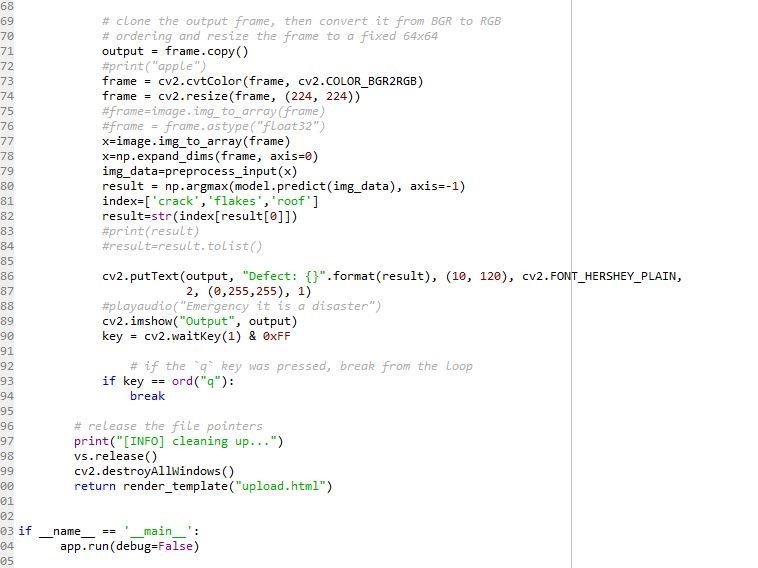 68
69 # clone the output frame, then convert it from BGR to RGB
70 # ordering and resize the frame to a fixed 64x64
71 output = frame.copy()
72 #print("apple")
73 frame = cv2.cvtColor(frame, cv2.COLOR_BGR2RGB)
74 frame = cv2.resize(frame, (224, 224))
75 #frame=image.img_to_array(frame)
76 #frame = frame.astype("float32")
77 x=image.img_to_array(frame)
78 x=np.expand_dims(frame, axis=0)
79 img_data=preprocess_input(x)
80 result = np.argmax(model.predict(img_data), axis=-1)
81 index=['crack','flakes','roof']
82 result=str(index[result[0]])
83 #print(result)
84 #result=result.tolist()
85
86 cv2.putText(output, "Defect: {}".format(result), (10, 120), cv2.FONT_HERSHEY_PLAIN,
87 2, (0,255,255), 1)
88 #playaudio("Emergency it is a disaster")
89 cv2.imshow("Output", output)
90 key = cv2.waitKey(1) & 0xFF
91
92 # if the `q` key was pressed, break from the loop
93 if key == ord("q"):
94 break
95
96 # release the file pointers
97 print("[INFO] cleaning up...")
98 vs.release()
99 cv2.destroyAllWindows()
00 return render_template("upload.html")
01
02
03 if __name__ == '__main__':
04 app.run(debug=False)
05